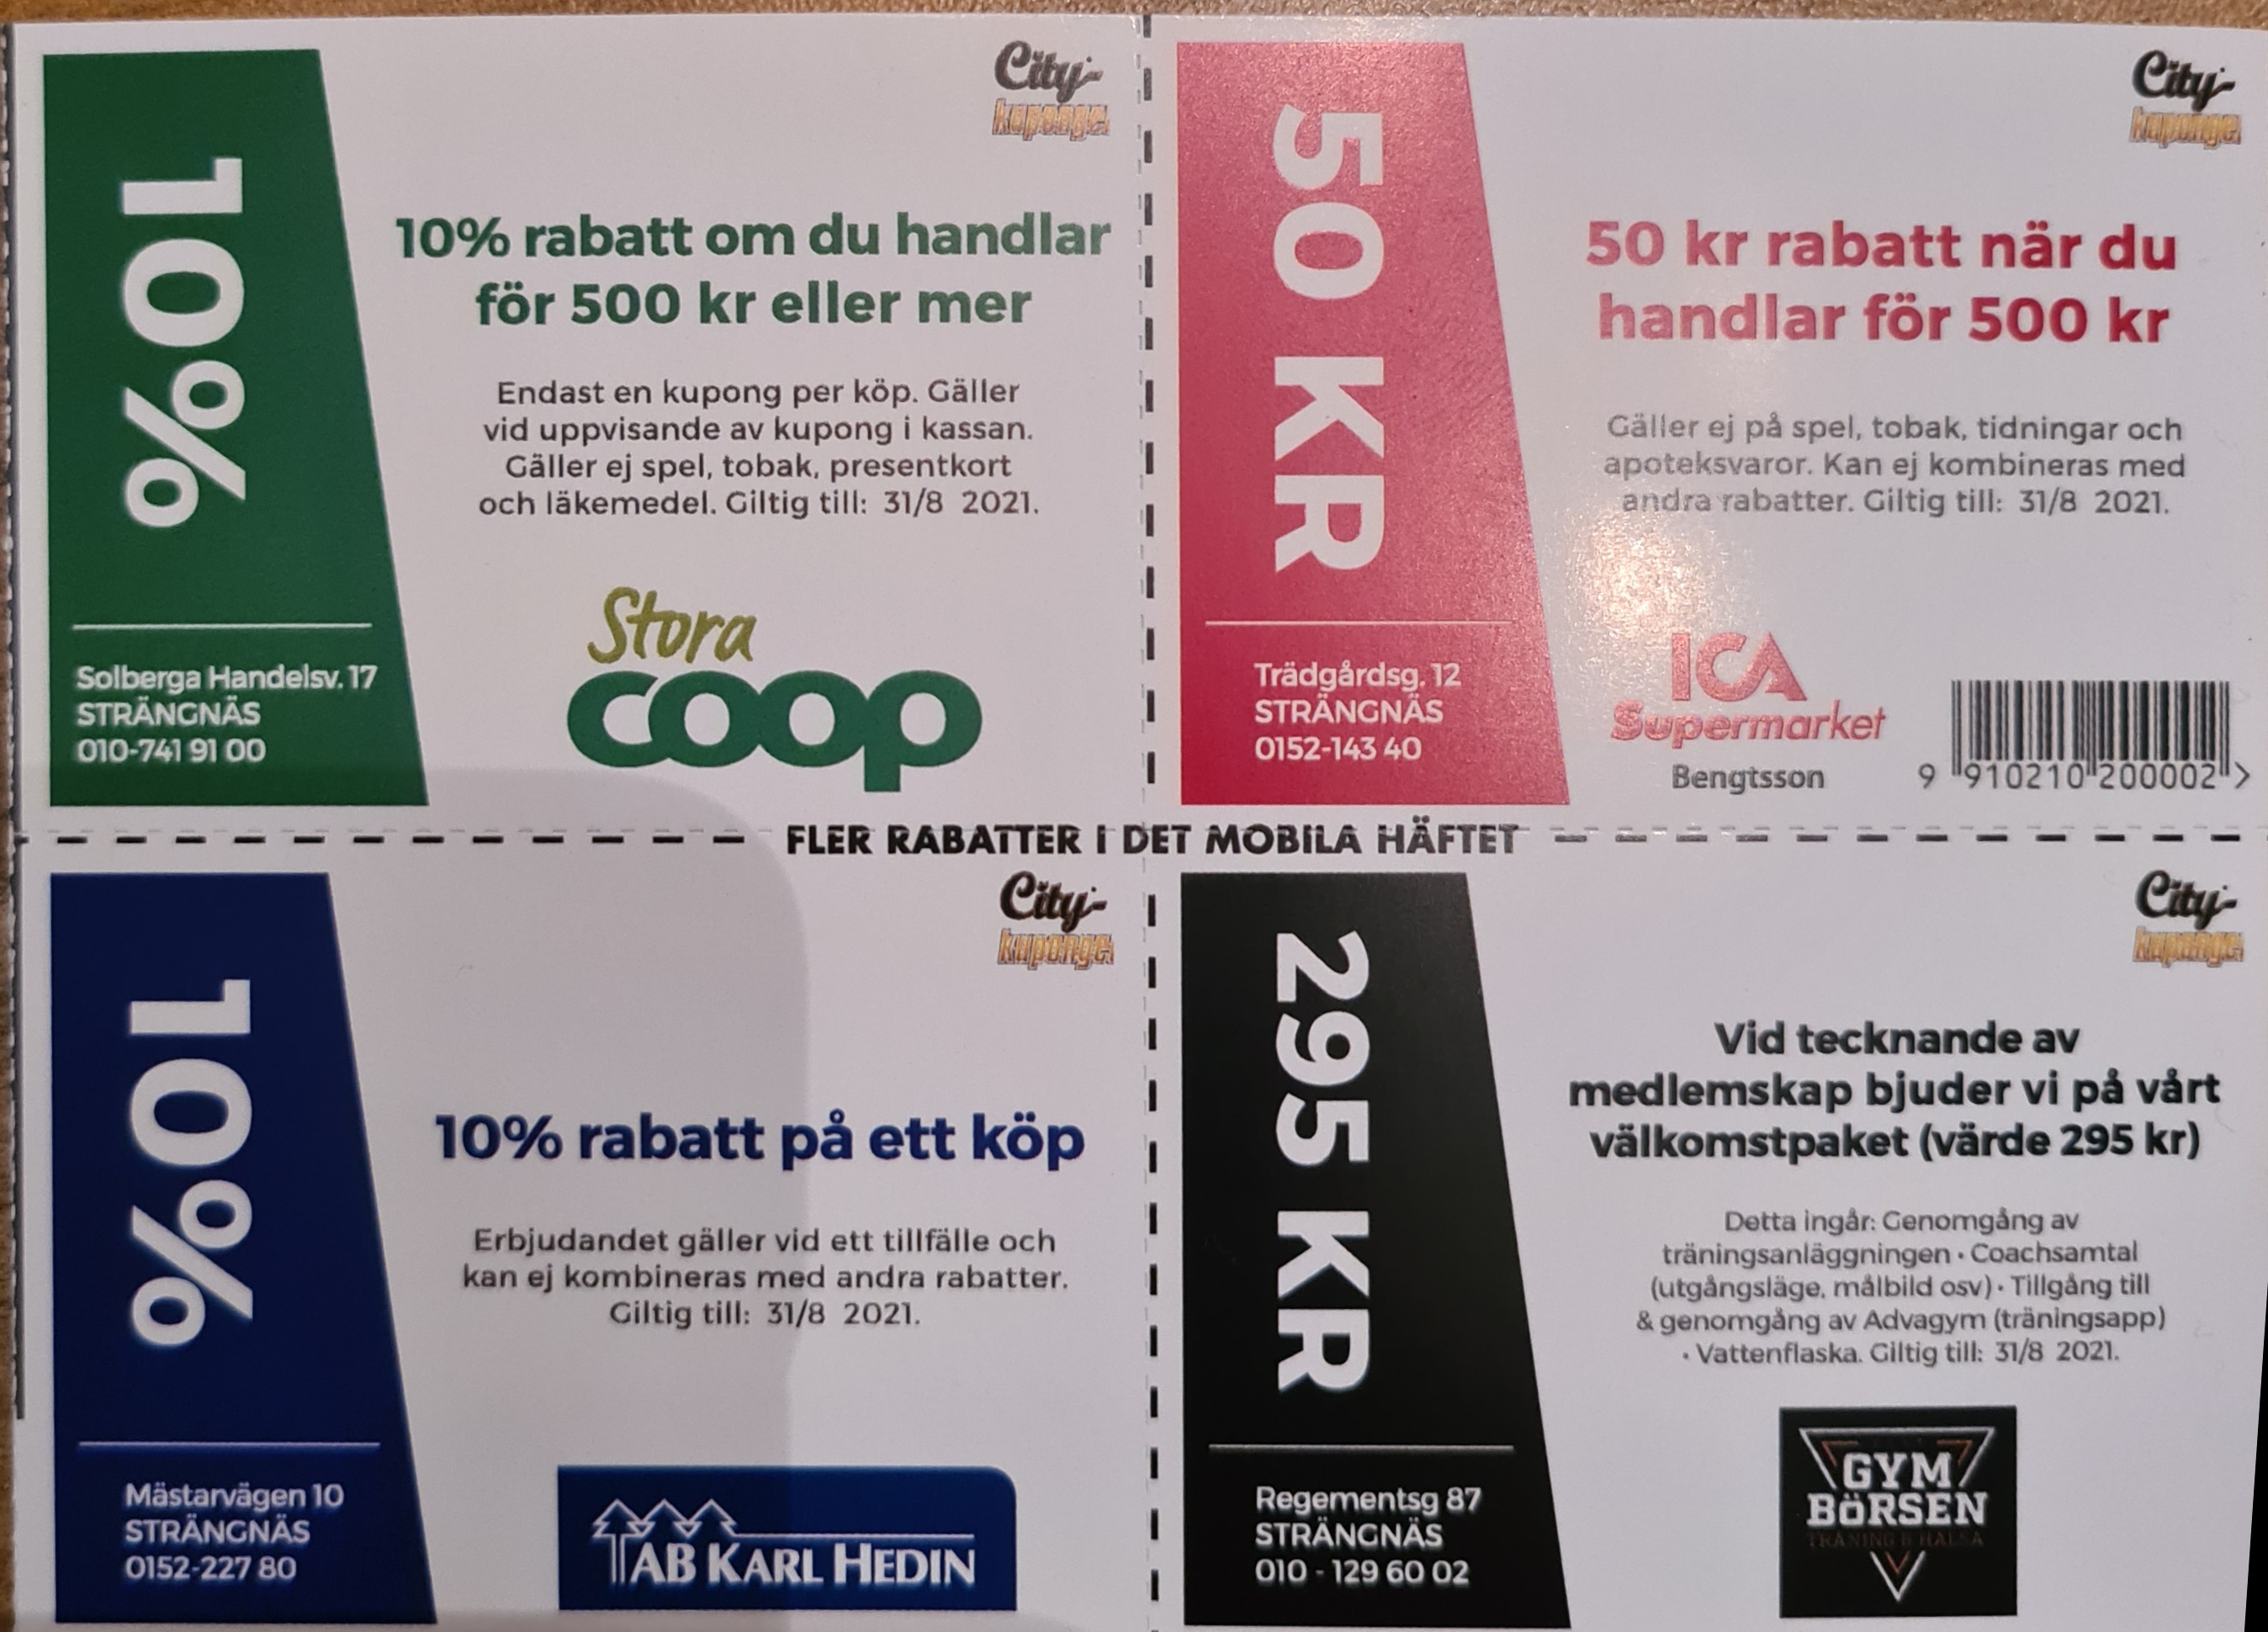 City-
kuponger
10%
10% rabatt om du handlar
för 500 kr eller mer
Endast en kupong per köp. Gäller
vid uppvisande av kupong i kassan.
Gäller ej spel, tobak, presentkort
och läkemedel. Giltig till: 31/8 2021.
Solberga Handelsv. 17
STRÄNGNÄS
010-741 91 00
Stora
coop
City-
kuponger
50 KR
50 kr rabatt när du
handlar för 500 kr
Gäller ej på spel, tobak, tidningar och
apoteksvaror. Kan ej kombineras med
andra rabatter. Giltig till: 31/8 2021.
Trädgårdsg. 12
STRÄNGNÄS
0152-143 40
ICA
Supermarket
Bengtsson
9 910210 200002 >
FLER RABATTER I DET MOBILA HÄFTET
City-
kuponger
10%
10% rabatt på ett köp
Erbjudandet gäller vid ett tillfälle och
kan ej kombineras med andra rabatter.
Giltig till: 31/8 2021.
Mästarvägen 10
STRÄNGNÄS
0152-227 80
AB KARL HEDIN
City-
kuponger
295 KR
Vid tecknande av
medlemskap bjuder vi på vårt
välkomstpaket (värde 295 kr)
Detta ingår: Genomgång av
träningsanläggningen • Coachsamtal
(utgångsläge, målbild osv) • Tillgång till
& genomgång av Advagym (träningsapp)
• Vattenflaska. Giltig till: 31/8 2021.
Regementsg 87
STRÄNGNÄS
010 - 129 60 02
GYM
BÖRSEN
TRÄNING & HÄLSA